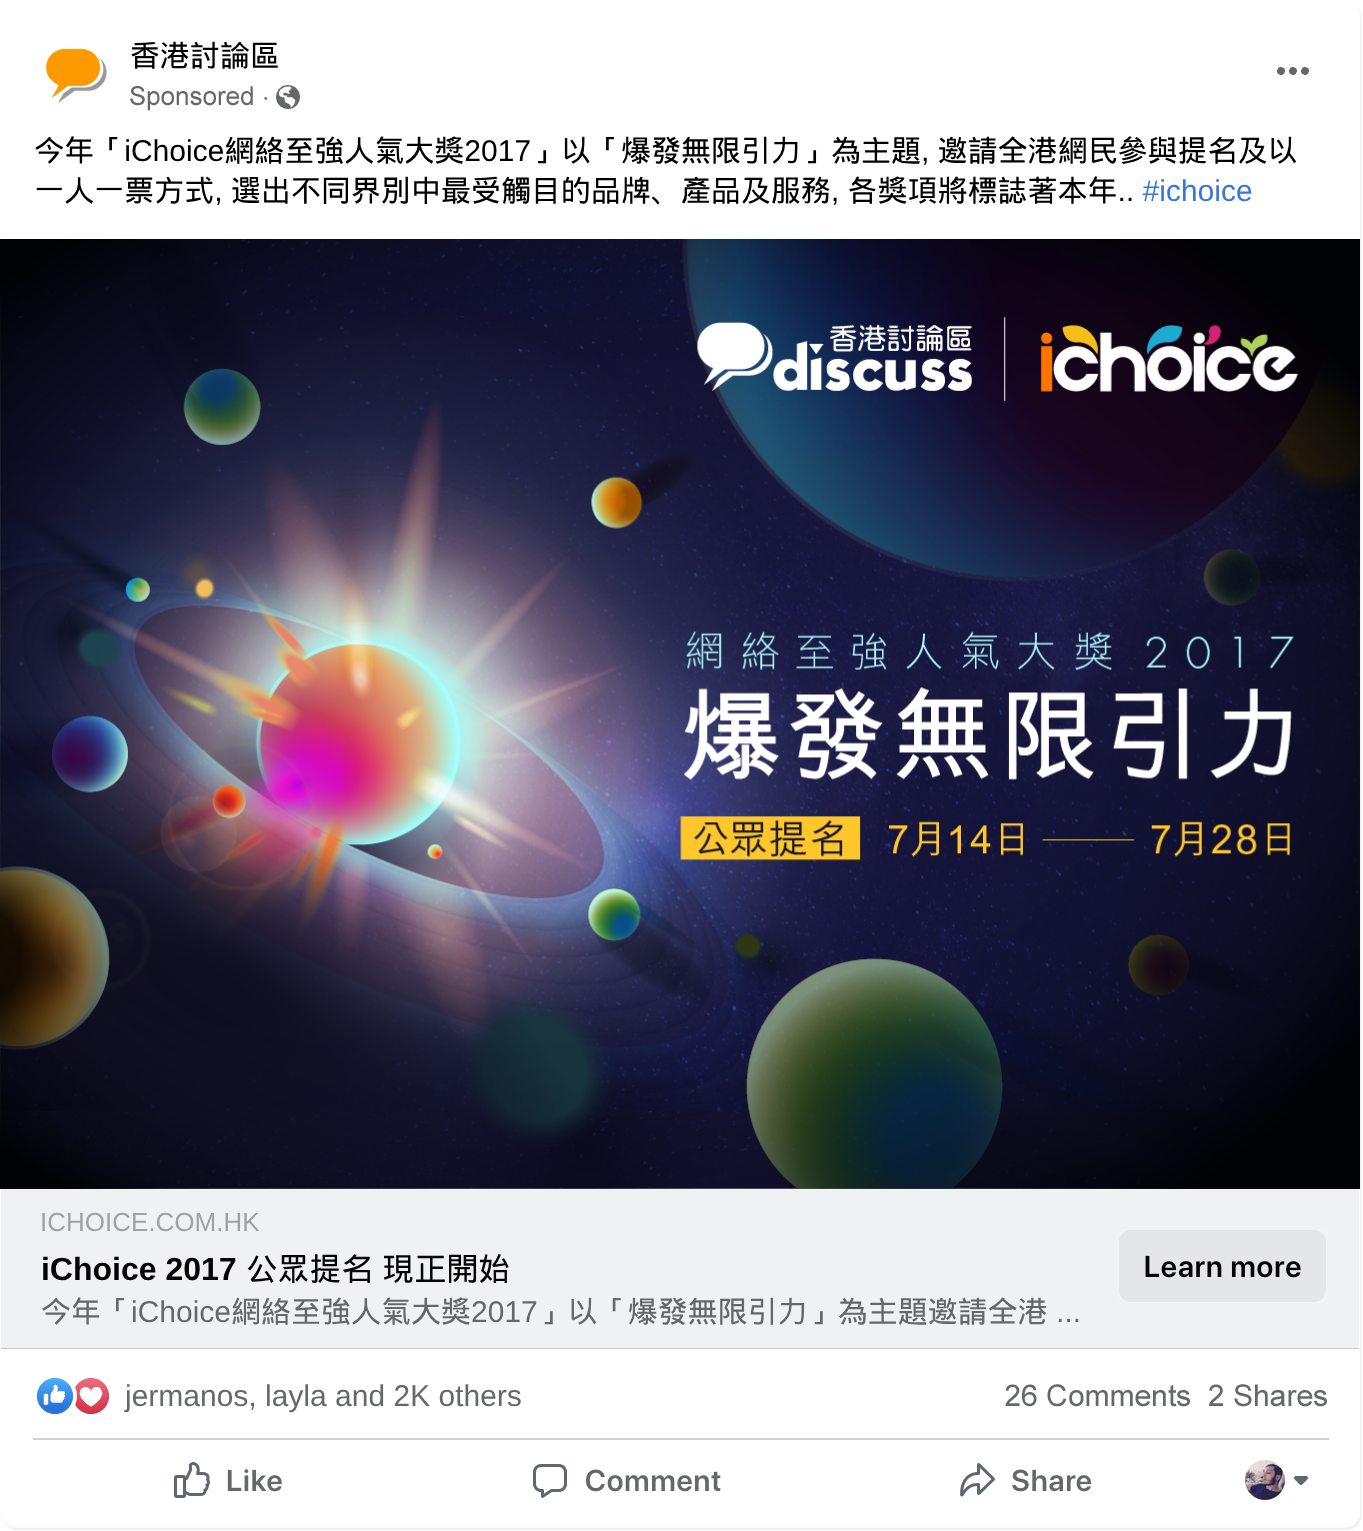 香港討論區
Sponsored ·
今年「iChoice網絡至強人氣大獎2017」以「爆發無限引力」為主題, 邀請全港網民參與提名及以
一人一票方式, 選出不同界別中最受觸目的品牌、產品及服務, 各獎項將標誌著本年.. #ichoice
香港討論區
discuss
ichoice
網絡至強人氣大獎 2017
爆發無限引力
公眾提名 7月14日 —— 7月28日
ICHOICE.COM.HK
iChoice 2017 公眾提名 現正開始
Learn more
今年「iChoice網絡至強人氣大獎2017」以「爆發無限引力」為主題邀請全港 ...
jermanos, layla and 2K others
26 Comments 2 Shares
Like
Comment
Share